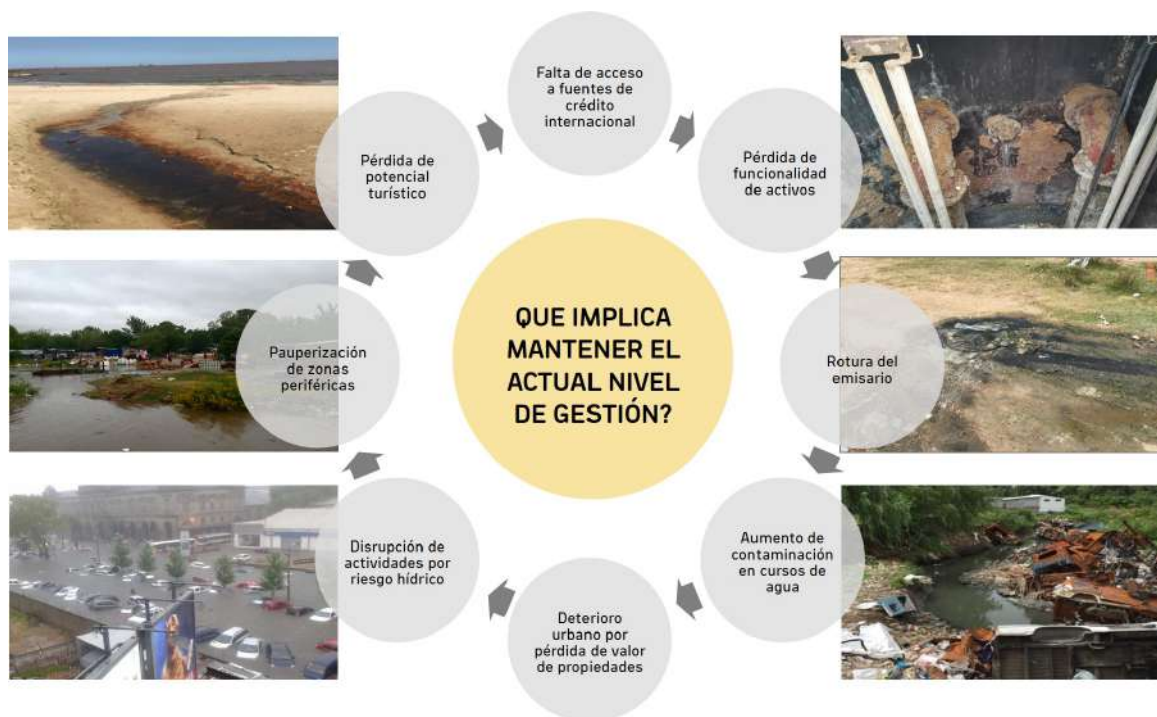 QUE IMPLICA
MANTENER EL
ACTUAL NIVEL
DE GESTIÓN?
Falta de acceso
a fuentes de
crédito
internacional
Pérdida de
funcionalidad
de activos
Rotura del
emisario
Aumento de
contaminación
en cursos de
agua
Deterioro
urbano por
pérdida de valor
de propiedades
Disrupción de
actividades por
riesgo hídrico
Pauperización
de zonas
periféricas
Pérdida de
potencial
turístico